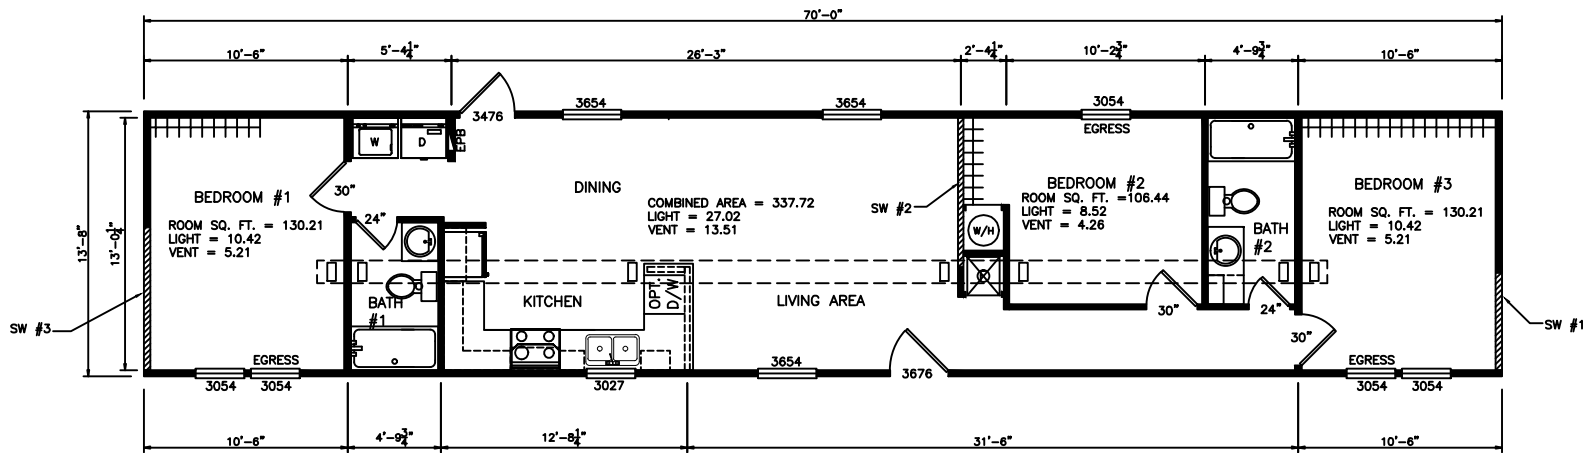 70'-0"
10'-6"
5'-4 1/4"
26'-3"
2'-4 1/4"
10'-2 3/4"
4'-9 3/4"
10'-6"
3476
3654
3654
3054
EGRESS
W
D
EPB
13'-8"
13'-0 1/4"
BEDROOM #1
ROOM SQ. FT. = 130.21
LIGHT = 10.42
VENT = 5.21
30"
24"
DINING
COMBINED AREA = 337.72
LIGHT = 27.02
VENT = 13.51
SW #2
W/H
BEDROOM #2
ROOM SQ. FT. =106.44
LIGHT = 8.52
VENT = 4.26
BATH
#2
BEDROOM #3
ROOM SQ. FT. = 130.21
LIGHT = 10.42
VENT = 5.21
SW #3
BATH
#1
KITCHEN
OPT.
D/W
LIVING AREA
30"
24"
30"
SW #1
EGRESS
3054
3054
3027
3654
3676
EGRESS
3054
3054
10'-6"
4'-9 3/4"
12'-8 1/4"
31'-6"
10'-6"